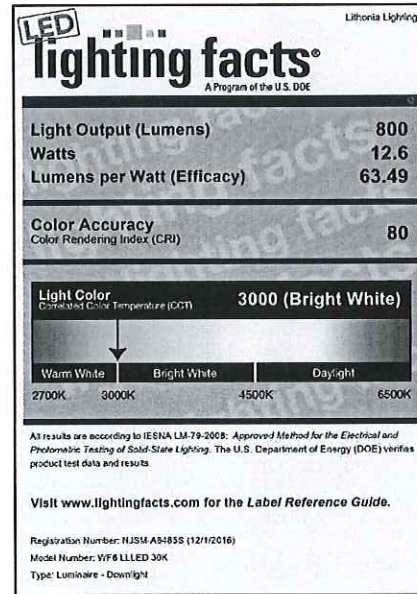 Lithonia Lighting
LED
lighting facts®
A Program of the U.S. DOE
Light Output (Lumens) 800
Watts 12.6
Lumens per Watt (Efficacy) 63.49
Color Accuracy 80
Color Rendering Index (CRI)
Light Color 3000 (Bright White)
Correlated Color Temperature (CCT)
Warm White Bright White Daylight
2700K 3000K 4500K 6500K
All results are according to IESNA LM-79-2008: Approved Method for the Electrical and
Photometric Testing of Solid-State Lighting. The U.S. Department of Energy (DOE) verifies
product test data and results.
Visit www.lightingfacts.com for the Label Reference Guide.
Registration Number: (12/1/2016)
Model Number: WF6 LLLED 30K
Type: Luminaire - Downlight